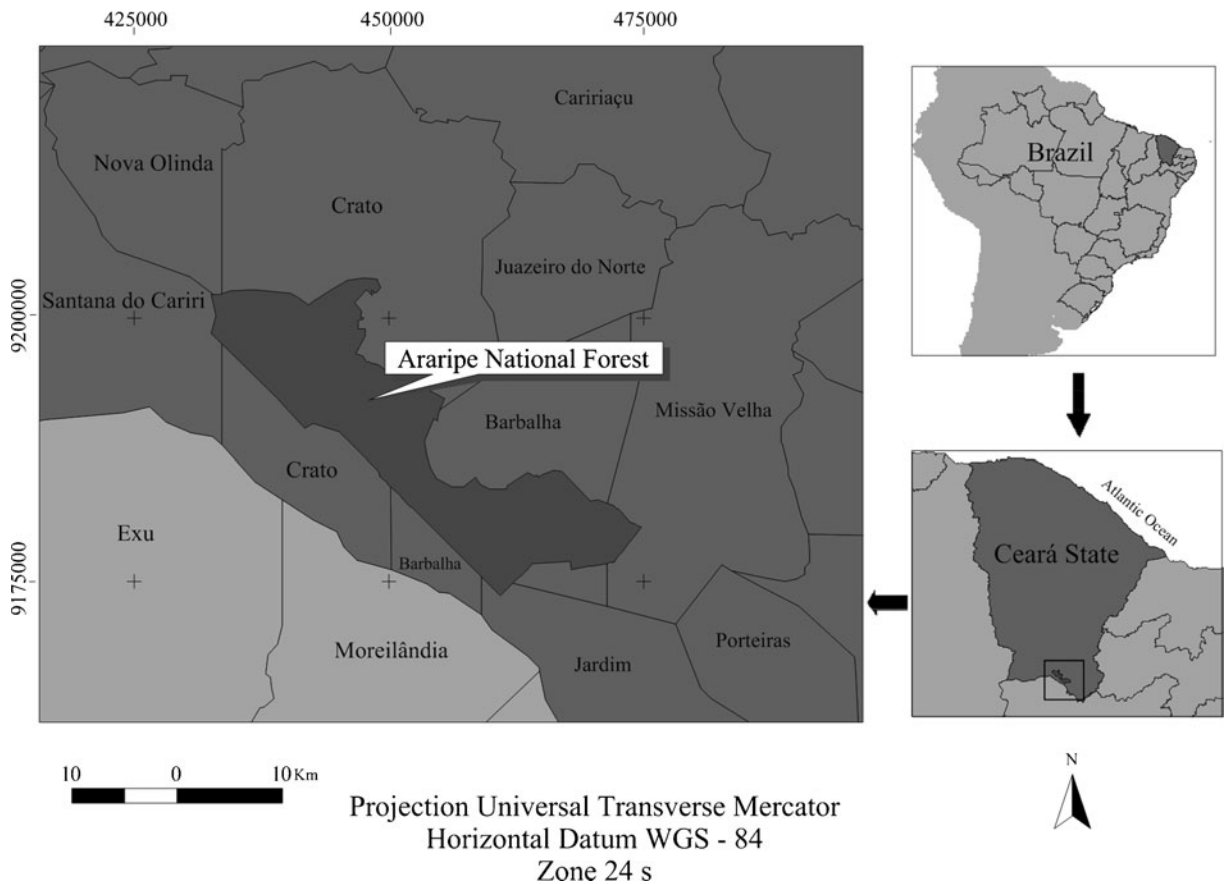 425000
450000
475000
Caririaçu
Nova Olinda
Crato
Brazil
Juazeiro do Norte
Santana do Cariri
9200000
Araripe National Forest
Missão Velha
Barbalha
Crato
Atlantic Ocean
Exu
Ceará State
Barbalha
9175000
Moreilândia
Jardim
Porteiras
10 0 10 Km
N
Projection Universal Transverse Mercator
Horizontal Datum WGS - 84
Zone 24 s